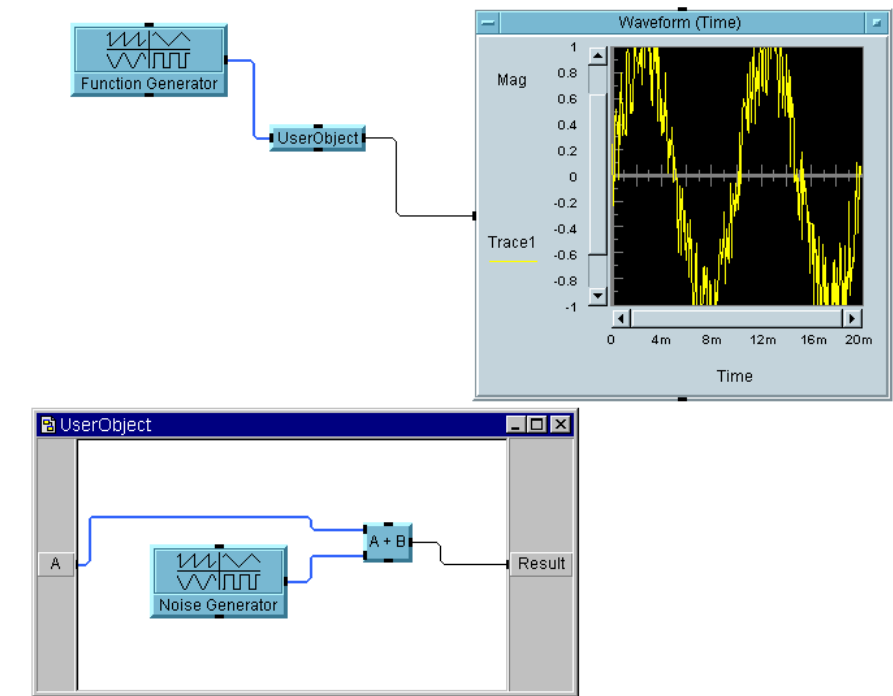 Waveform (Time)
Function Generator
UserObject
Mag
Trace1
1
0.8
0.6
0.4
0.2
0
-0.2
-0.4
-0.6
-0.8
-1
0 4m 8m 12m 16m 20m
Time
UserObject
A
A + B
Noise Generator
Result